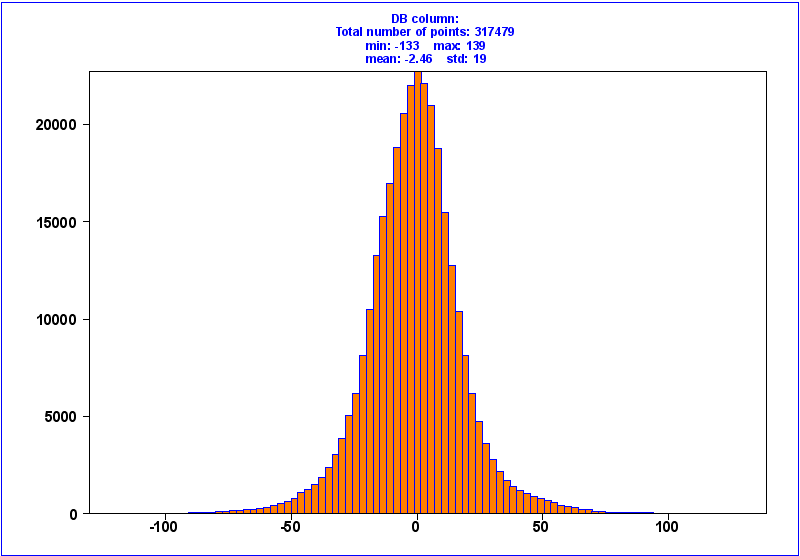 DB column:
Total number of points: 317479
min: -133 max: 139
mean: -2.46 std: 19
20000
15000
10000
5000
0
-100 -50 0 50 100